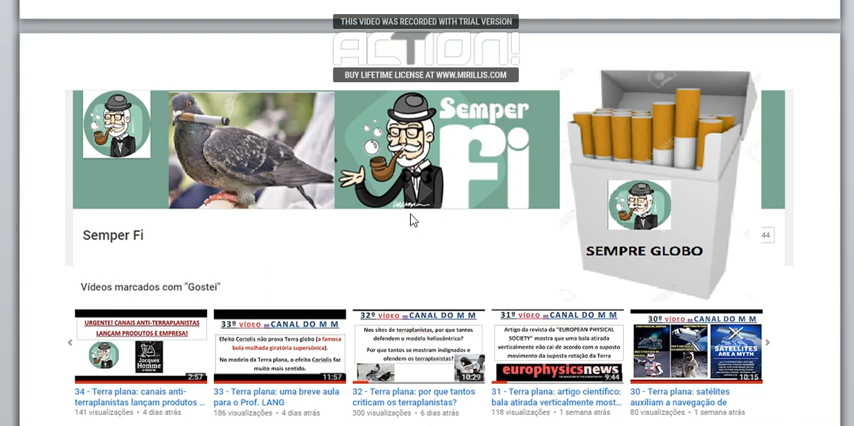 THIS VIDEO WAS RECORDED WITH TRIAL VERSION
ACTION!
BUY LIFETIME LICENSE AT WWW.MIRILLIS.COM
Semper
Fi
SEMPRE GLOBO
Semper Fi
44
Vídeos marcados com "Gostei"
URGENTE! CANAIS ANTI-TERRAPLANISTAS
LANÇAM PRODUTOS E EMPRESA!
Jacques
Homme
2:57
34 - Terra plana: canais anti-
terraplanistas lançam produtos ...
141 visualizações • 4 dias atrás
33º VÍDEO DO CANAL DO M M
Efeito Coriolis não prova Terra globo (a famosa
bola molhada giratória supersônica).
No modelo da Terra plana, o efeito Coriolis faz
muito mais sentido.
11:57
33 - Terra plana: uma breve aula
para o Prof. LANG
186 visualizações • 4 dias atrás
32º VÍDEO DO CANAL DO M M
Nos sites de terraplanistas, por que tantos
defendem o modelo heliocêntrico?
Por que tantos se mostram indignados e
ofendem os terraplanistas?
10:29
32 - Terra plana: por que tantos
criticam os terraplanistas?
300 visualizações • 6 dias atrás
31º VÍDEO DO CANAL DO M M
Artigo da revista da "EUROPEAN PHYSICAL
SOCIETY" mostra que uma bala atirada
verticalmente não cai de acordo com o suposto
movimento da suposta rotação da Terra
europhysicsnews
9:44
31 - Terra plana: artigo científico:
bala atirada verticalmente most...
118 visualizações • 1 semana atrás
30º VÍDEO DO CANAL DO M M
SATELLITES
ARE A MYTH
10:15
30 - Terra plana: satélites
auxiliam a navegação de
80 visualizações • 1 semana atrás